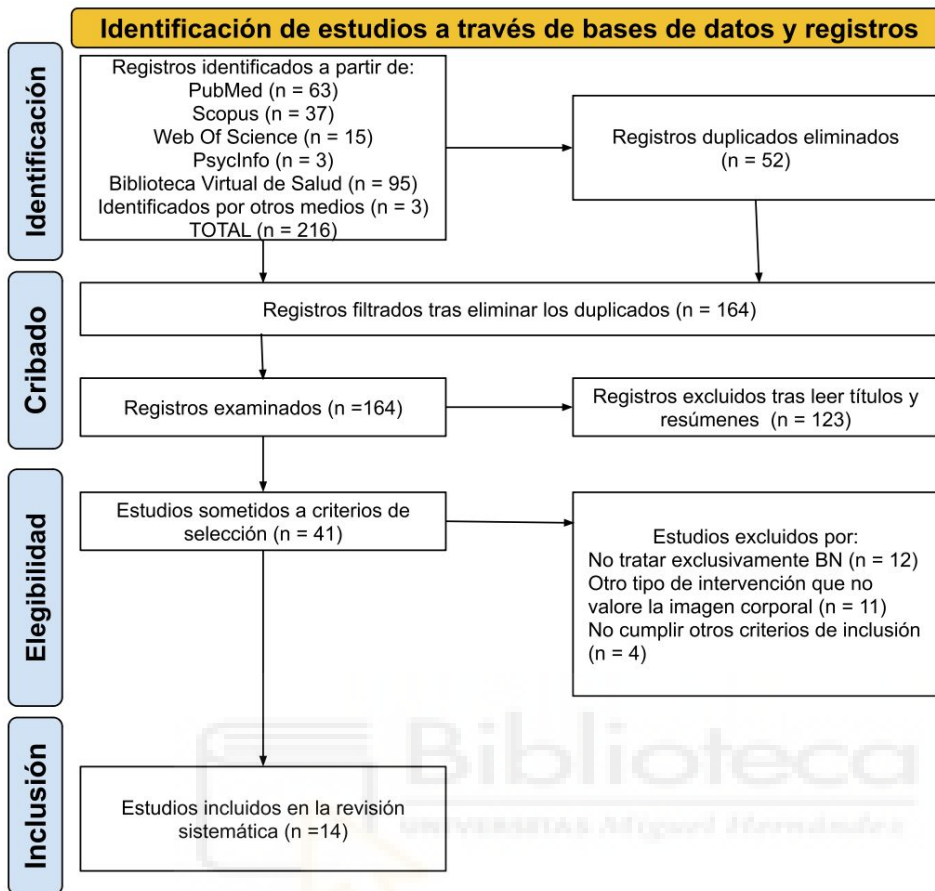 Identificación de estudios a través de bases de datos y registros
Identificación
Registros identificados a partir de:
PubMed (n = 63)
Scopus (n = 37)
Web Of Science (n = 15)
PsycInfo (n = 3)
Biblioteca Virtual de Salud (n = 95)
Identificados por otros medios (n = 3)
TOTAL (n = 216)
Registros duplicados eliminados
(n = 52)
Cribado
Registros filtrados tras eliminar los duplicados (n = 164)
Registros examinados (n =164)
Registros excluidos tras leer títulos y
resúmenes (n = 123)
Elegibilidad
Estudios sometidos a criterios de
selección (n = 41)
Estudios excluidos por:
No tratar exclusivamente BN (n = 12)
Otro tipo de intervención que no
valore la imagen corporal (n = 11)
No cumplir otros criterios de inclusión
(n = 4)
Inclusión
Estudios incluidos en la revisión
sistemática (n =14)
Biblioteca
UNIVERSITAS Miguel Hernández